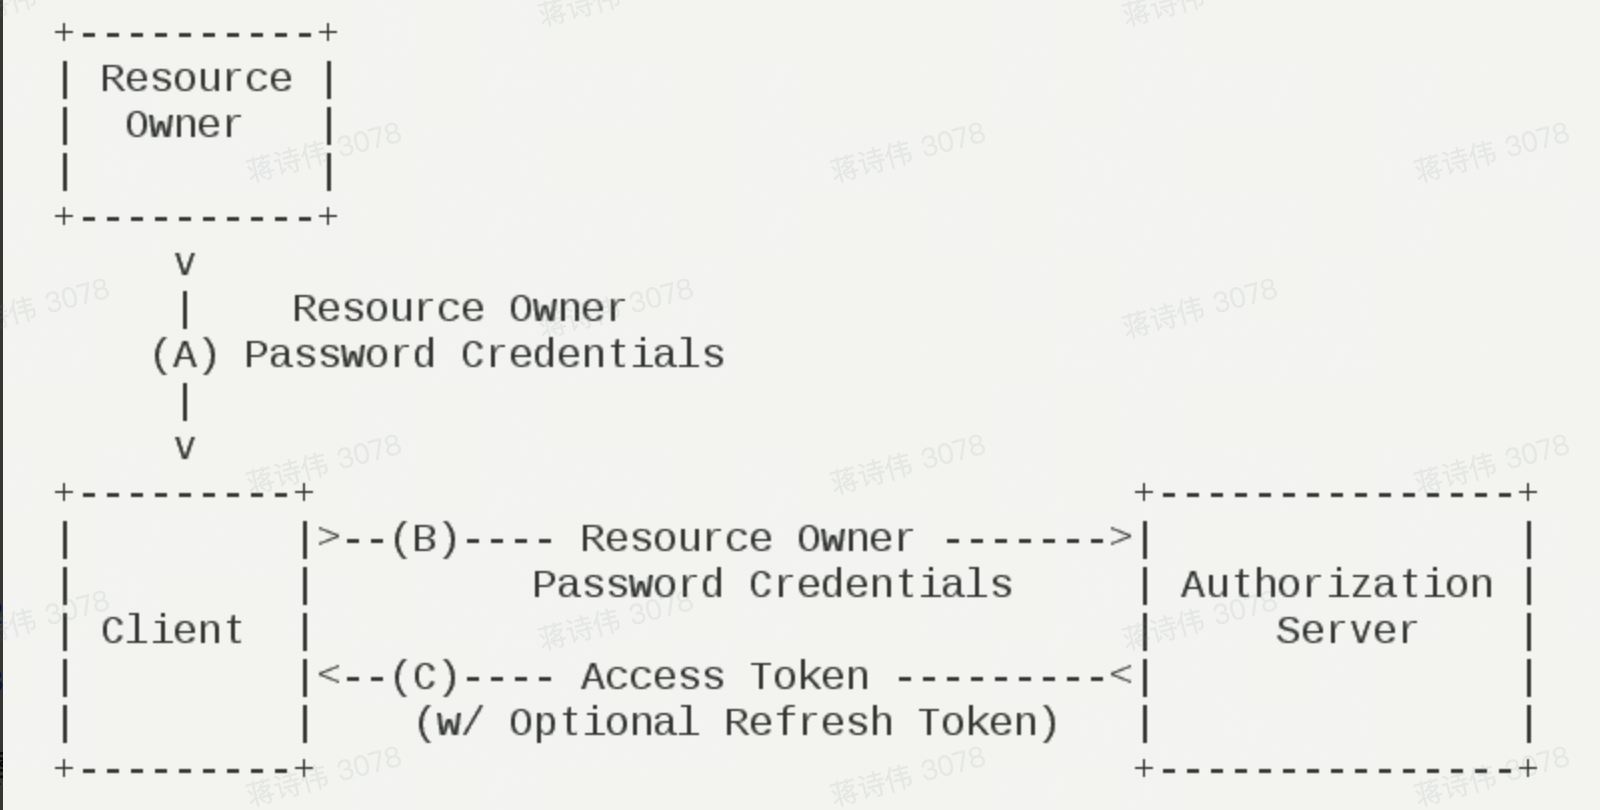 +----------+
| Resource |
|  Owner   |
|          |
+----------+
     v
     |    Resource Owner
    (A) Password Credentials
     |
     v
+---------+                                  +---------------+
|         |>--(B)---- Resource Owner ------->|               |
|         |         Password Credentials     | Authorization |
| Client  |                                  |     Server    |
|         |<--(C)---- Access Token ---------<|               |
|         |    (w/ Optional Refresh Token)   |               |
+---------+                                  +---------------+
蒋诗伟 3078